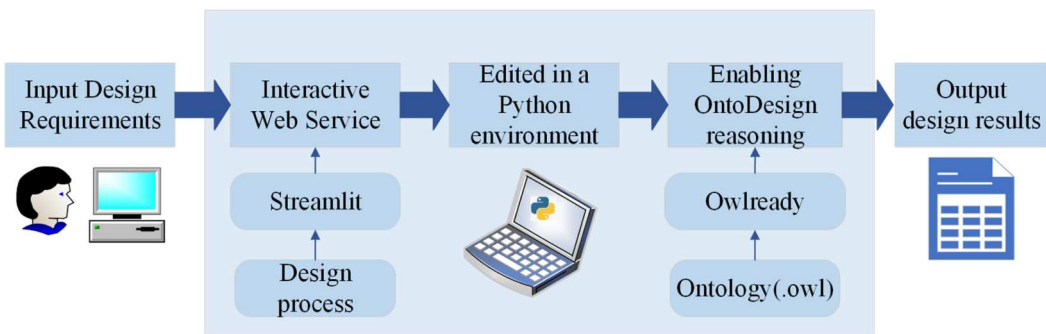 Input Design
Requirements
Interactive
Web Service
Edited in a
Python
environment
Enabling
OntoDesign
reasoning
Output
design results
Streamlit
Owlready
Design
process
Ontology(.owl)